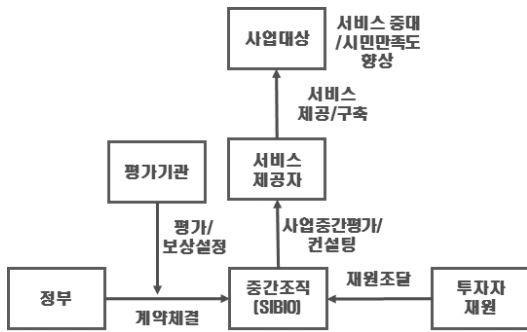 사업대상
서비스 중대
/시민만족도
향상
서비스
제공/구축
평가기관
서비스
제공자
평가/
보상설정
사업중간평가/
컨설팅
정부
계약체결
중간조직
(SIBIO)
재원조달
투자자
재원